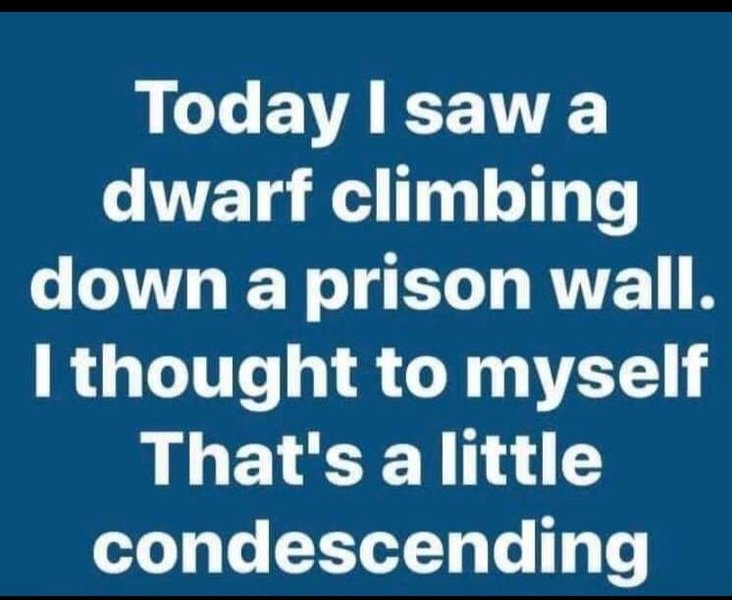 Today I saw a
dwarf climbing
down a prison wall.
I thought to myself
That's a little
condescending